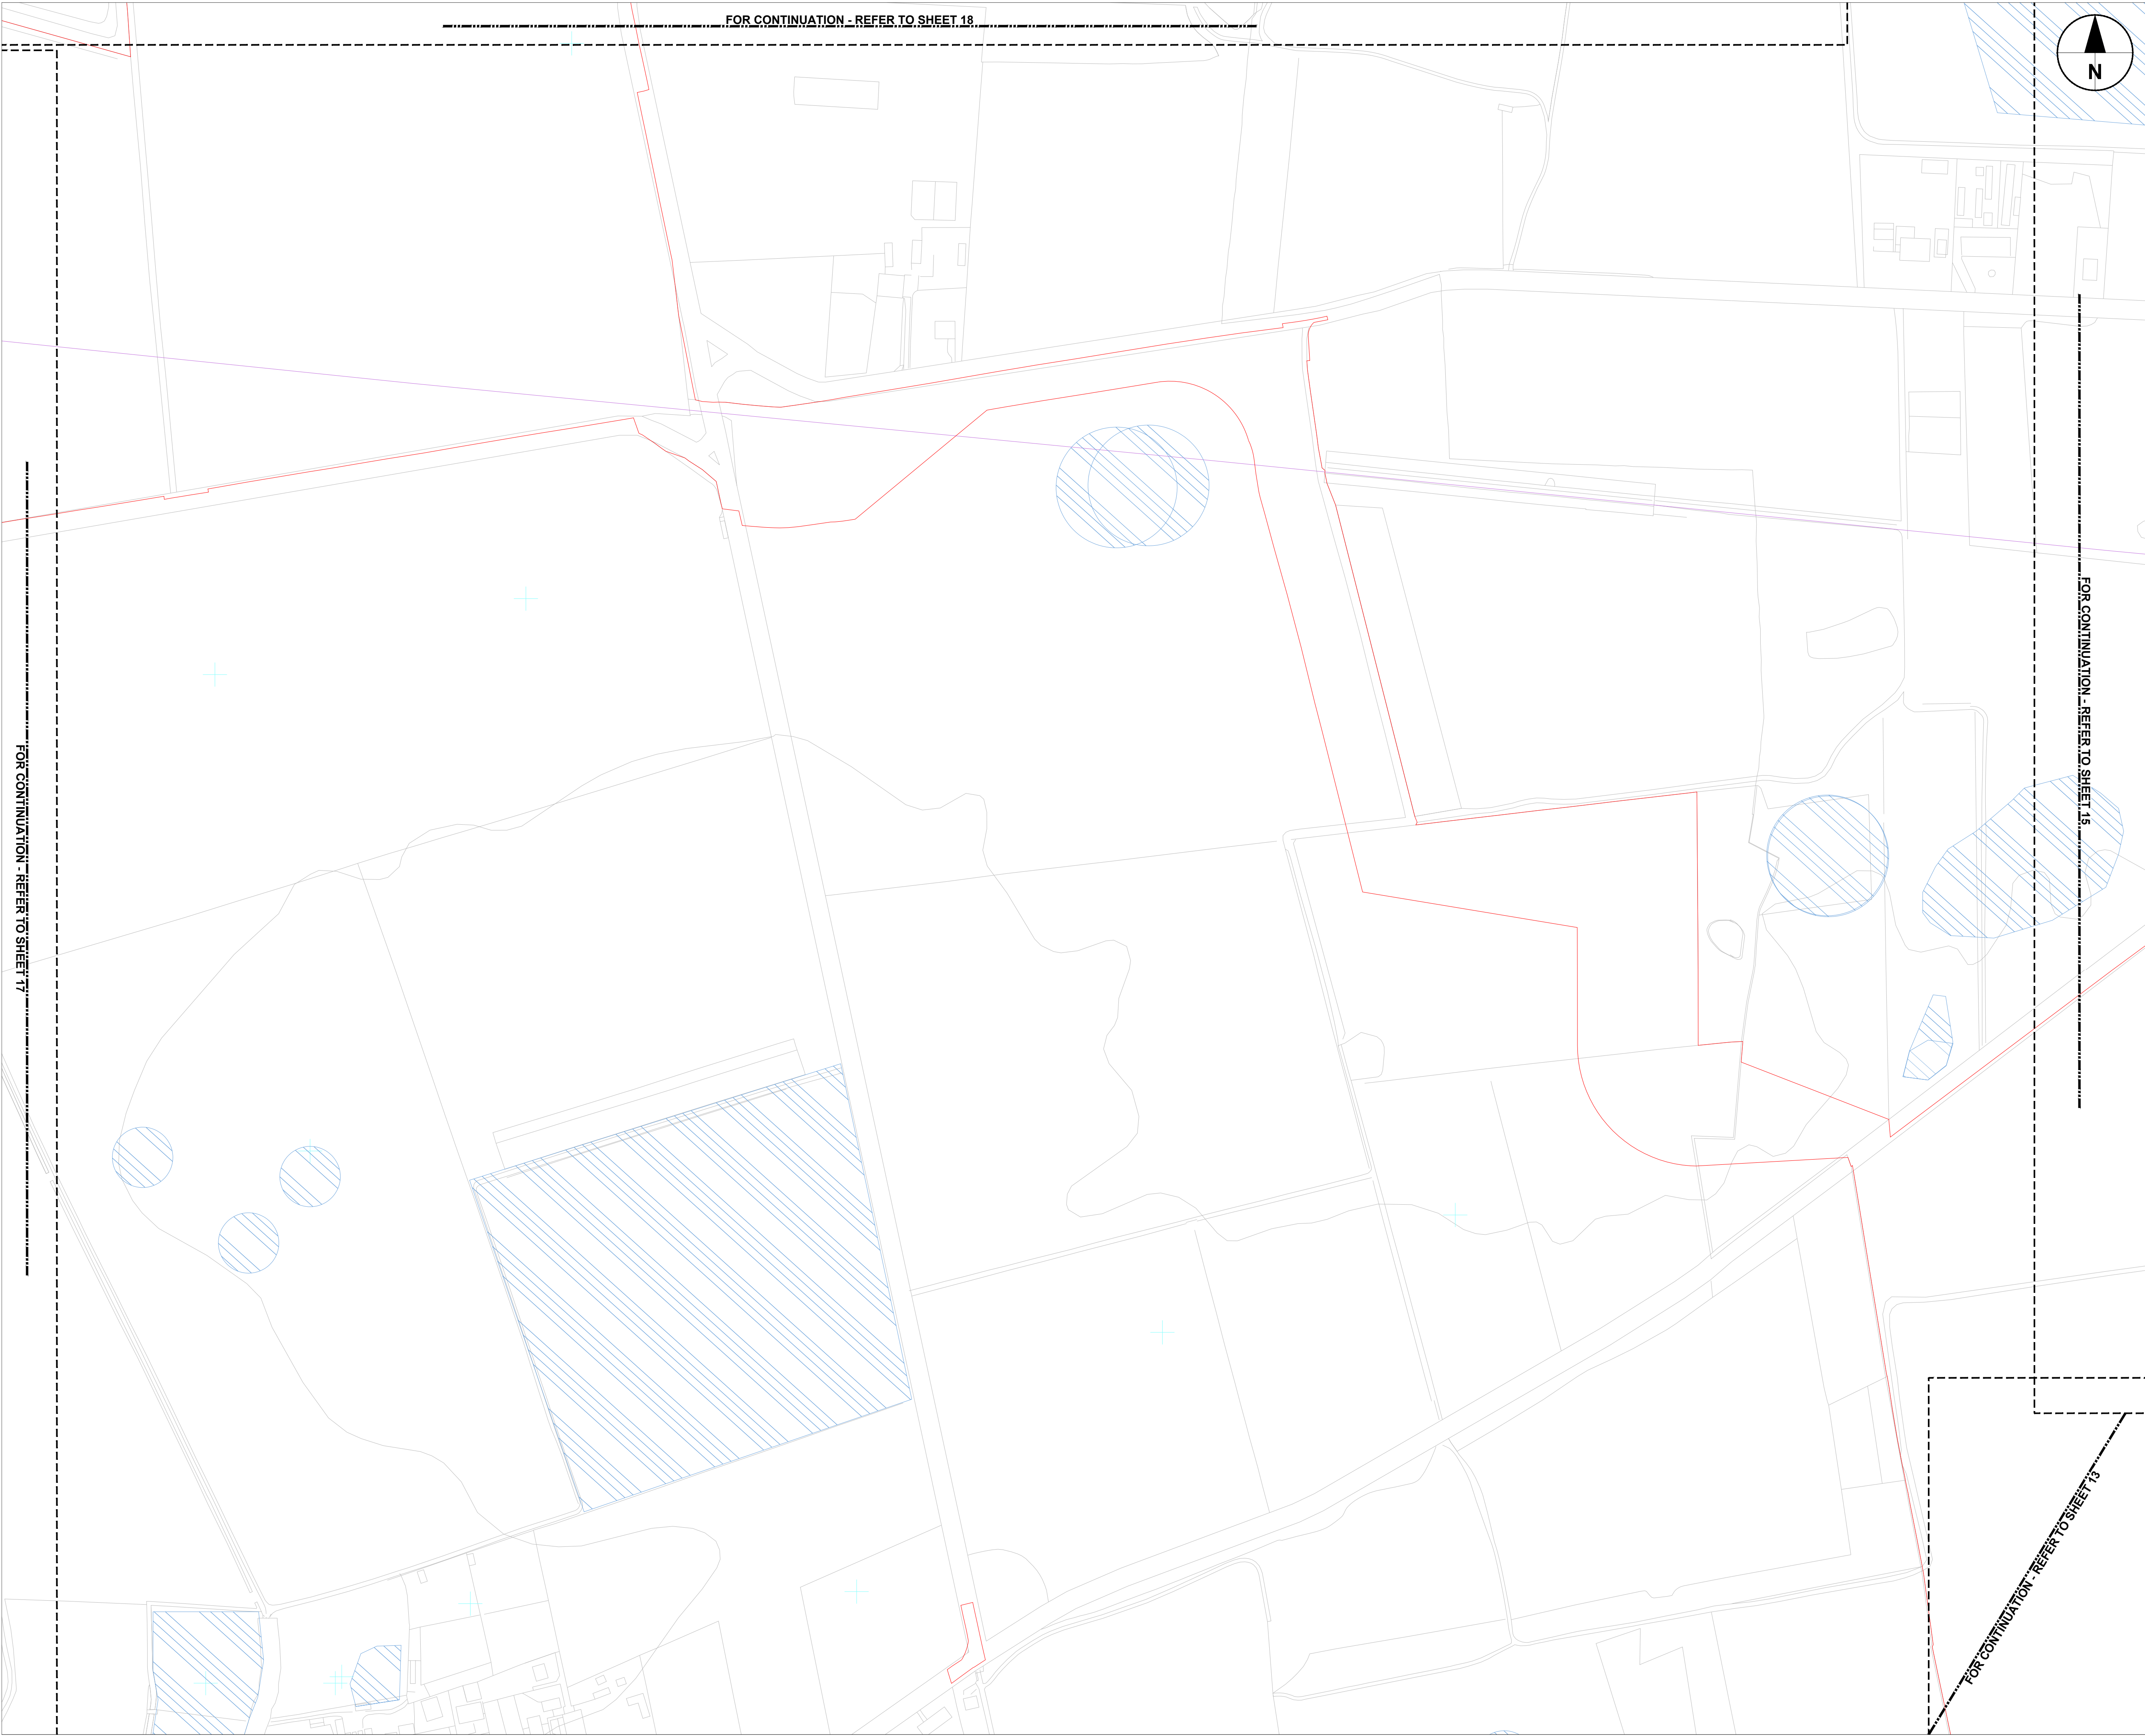 FOR CONTINUATION - REFER TO SHEET 18
N
FOR CONTINUATION - REFER TO SHEET 15
FOR CONTINUATION - REFER TO SHEET 17
FOR CONTINUATION - REFER TO SHEET 13